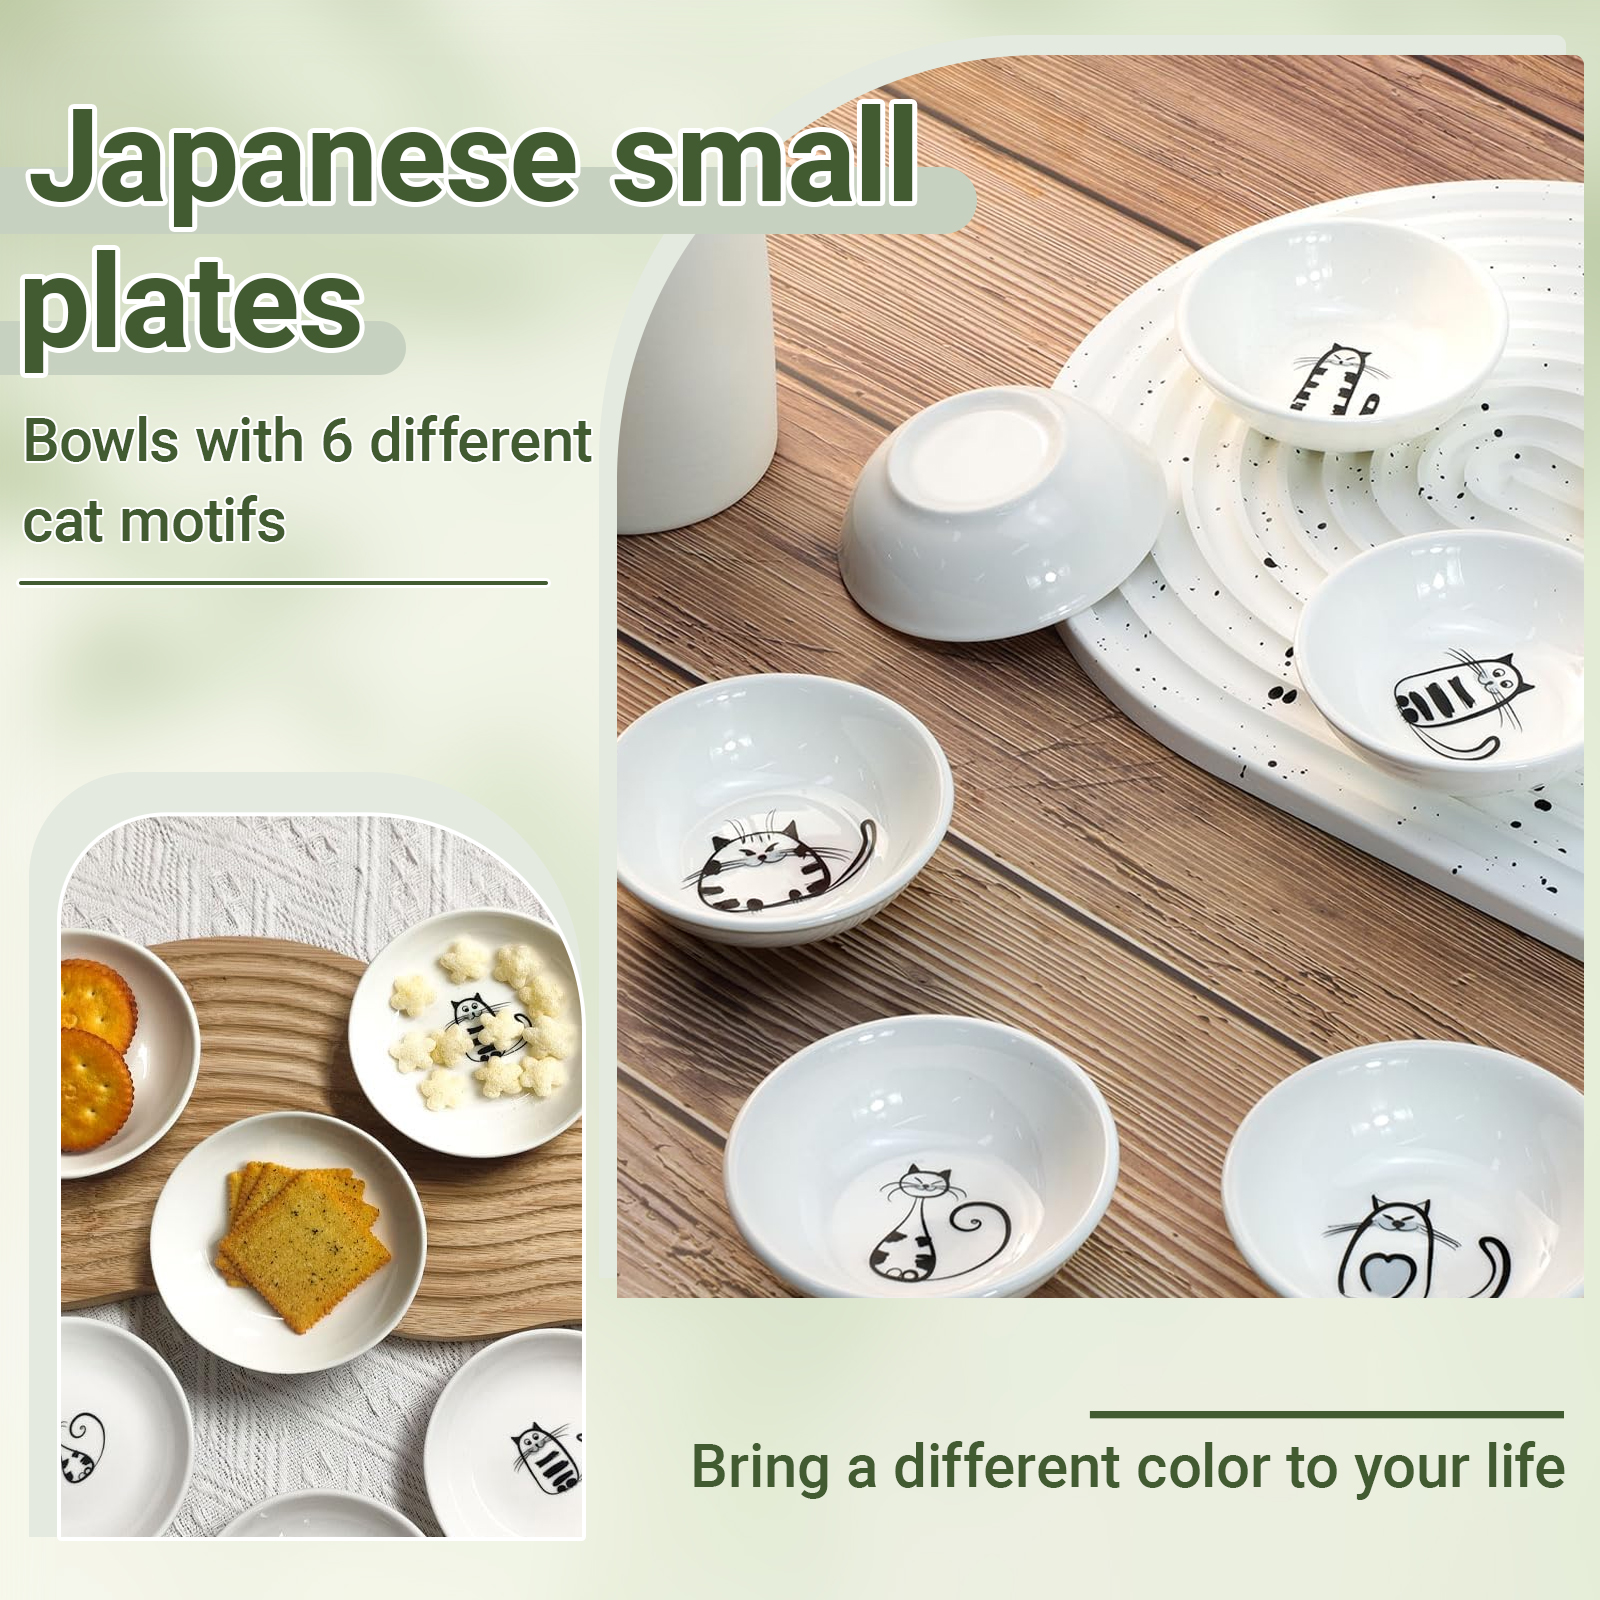 Japanese small
plates
Bowls with 6 different
cat motifs
Bring a different color to your life